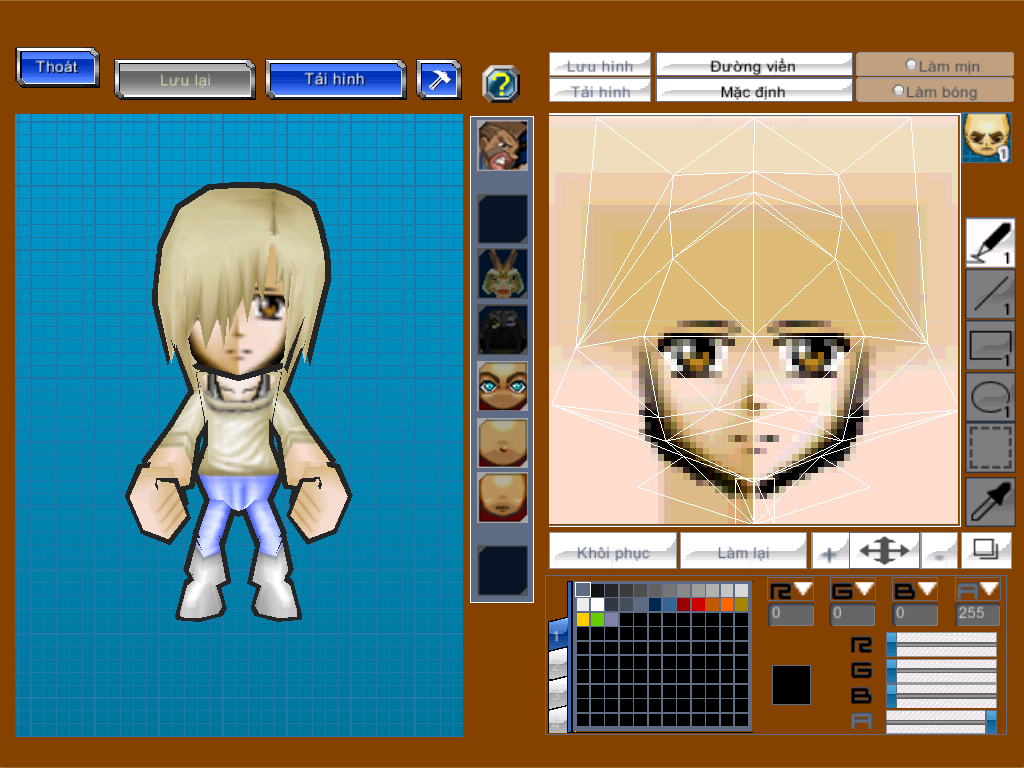 Thoát
Lưu lại
Tải hình
?
Lưu hình
Đường viền
Làm mịn
Tải hình
Mặc định
Làm bóng
1
1
1
1
1
Khôi phục
Làm lại
+
-
R G B A
0 0 0 255
1
R
G
B
A